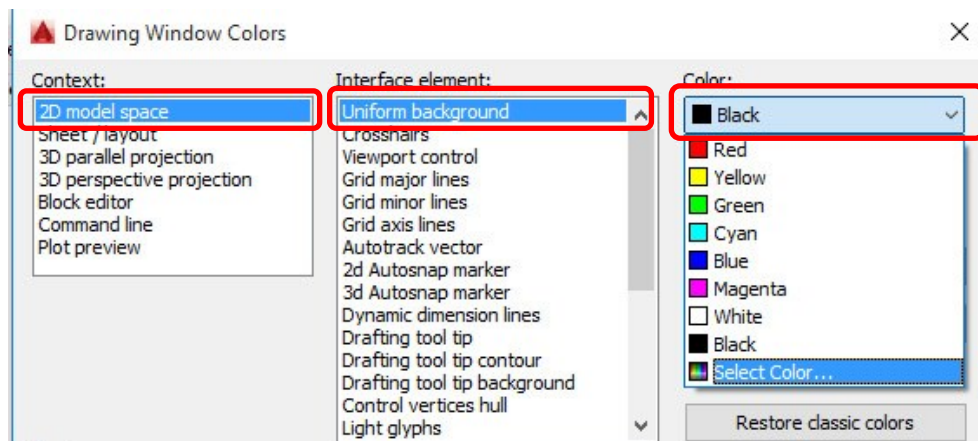 Drawing Window Colors
Context:
2D model space
Sheet / layout
3D parallel projection
3D perspective projection
Block editor
Command line
Plot preview
Interface element:
Uniform background
Crosshairs
Viewport control
Grid major lines
Grid minor lines
Grid axis lines
Autotrack vector
2d Autosnap marker
3d Autosnap marker
Dynamic dimension lines
Drafting tool tip
Drafting tool tip contour
Drafting tool tip background
Control vertices hull
Light glyphs
Color:
Black
Red
Yellow
Green
Cyan
Blue
Magenta
White
Black
Select Color...
Restore classic colors